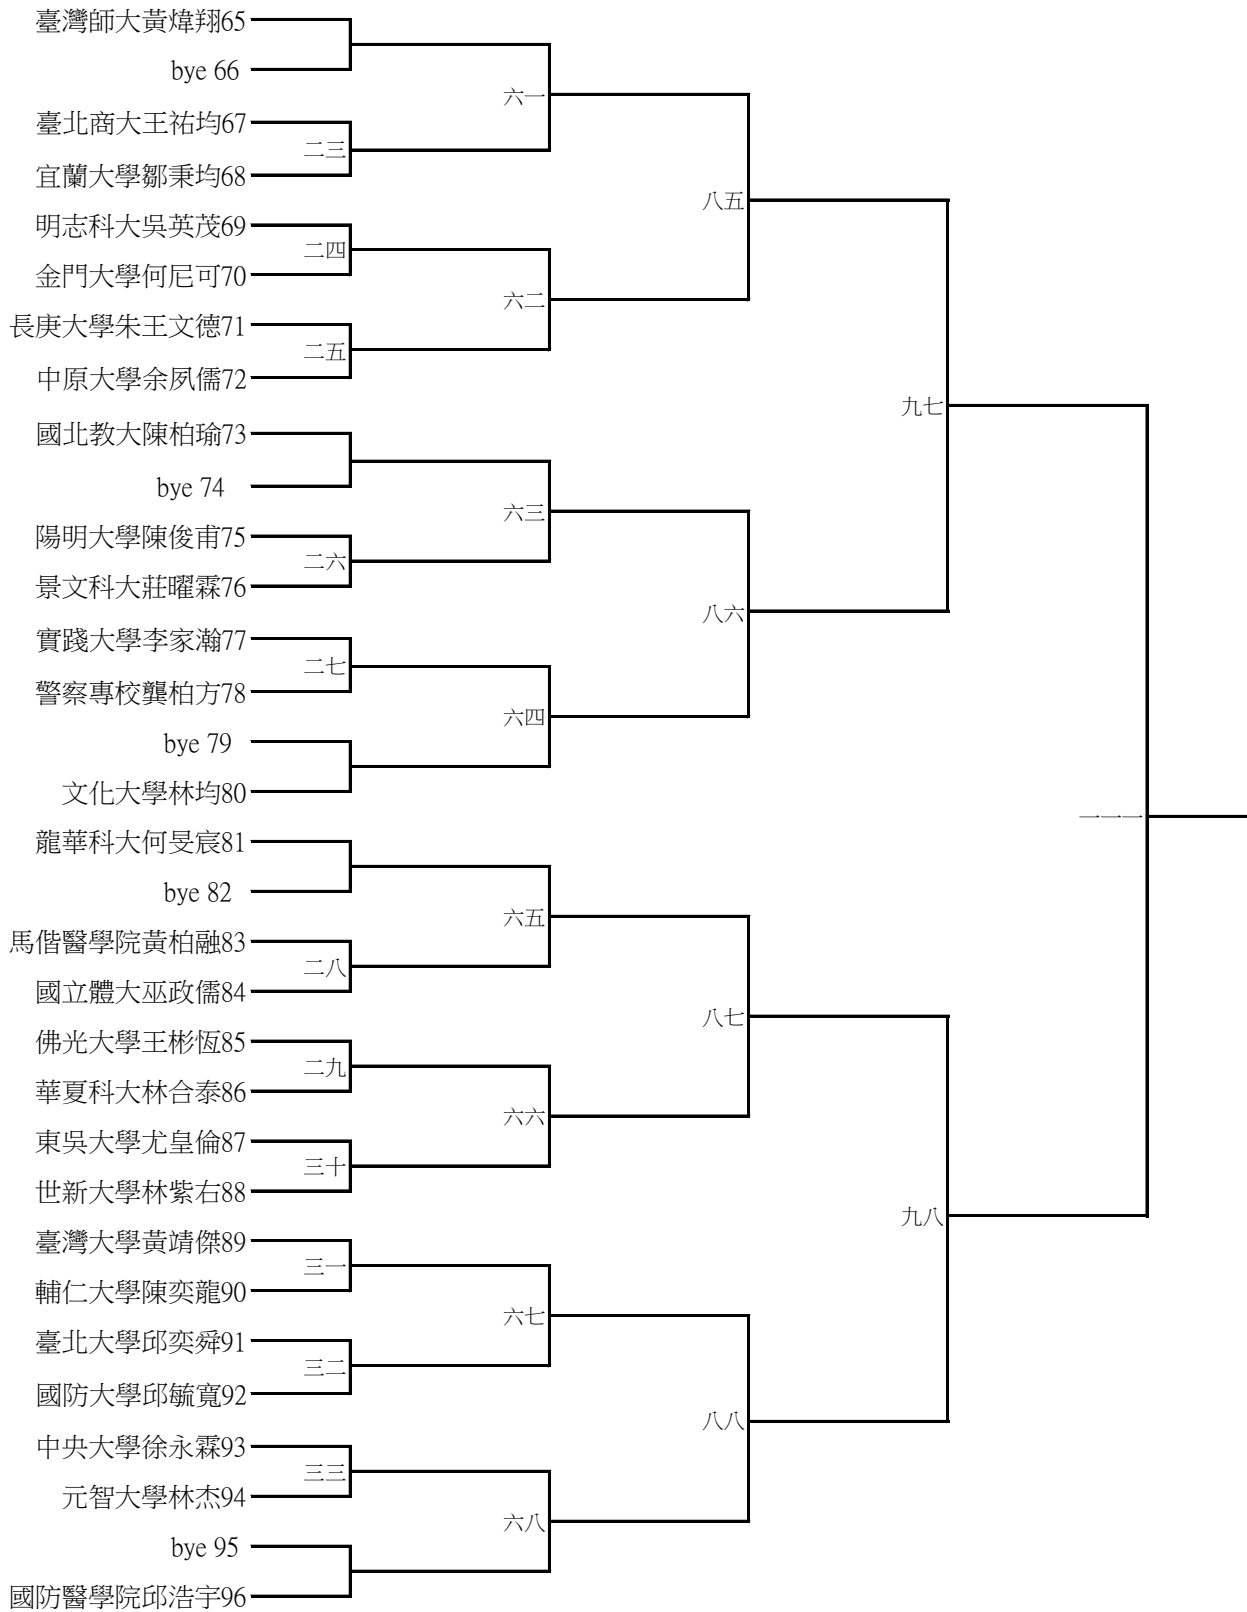 臺灣師大黃煒翔65
bye 66
六一
臺北商大王祐均67
二三
宜蘭大學鄒秉均68
八五
明志科大吳英茂69
二四
金門大學何尼可70
六二
長庚大學朱王文德71
二五
中原大學余夙儒72
九七
國北教大陳柏瑜73
bye 74
六三
陽明大學陳俊甫75
二六
景文科大莊曜霖76
八六
實踐大學李家瀚77
二七
警察專校龔柏方78
六四
bye 79
文化大學林均80
一一一
龍華科大何旻宸81
bye 82
六五
馬偕醫學院黃柏融83
二八
國立體大巫政儒84
八七
佛光大學王彬恆85
二九
華夏科大林合泰86
六六
東吳大學尤皇倫87
三十
世新大學林紫右88
九八
臺灣大學黃靖傑89
三一
輔仁大學陳奕龍90
六七
臺北大學邱奕舜91
三二
國防大學邱毓寬92
八八
中央大學徐永霖93
三三
元智大學林杰94
六八
bye 95
國防醫學院邱浩宇96